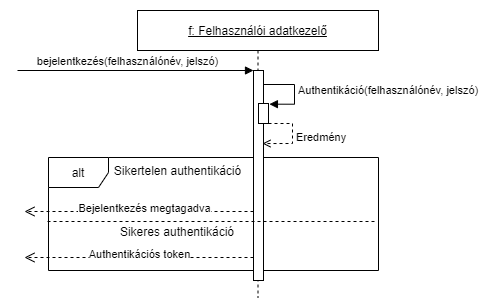 f: Felhasználói adatkezelő
bejelentkezés(felhasználónév, jelszó)
Authentikáció(felhasználónév, jelszó)
Eredmény
alt
Sikertelen authentikáció
Bejelentkezés megtagadva
Sikeres authentikáció
Authentikációs token